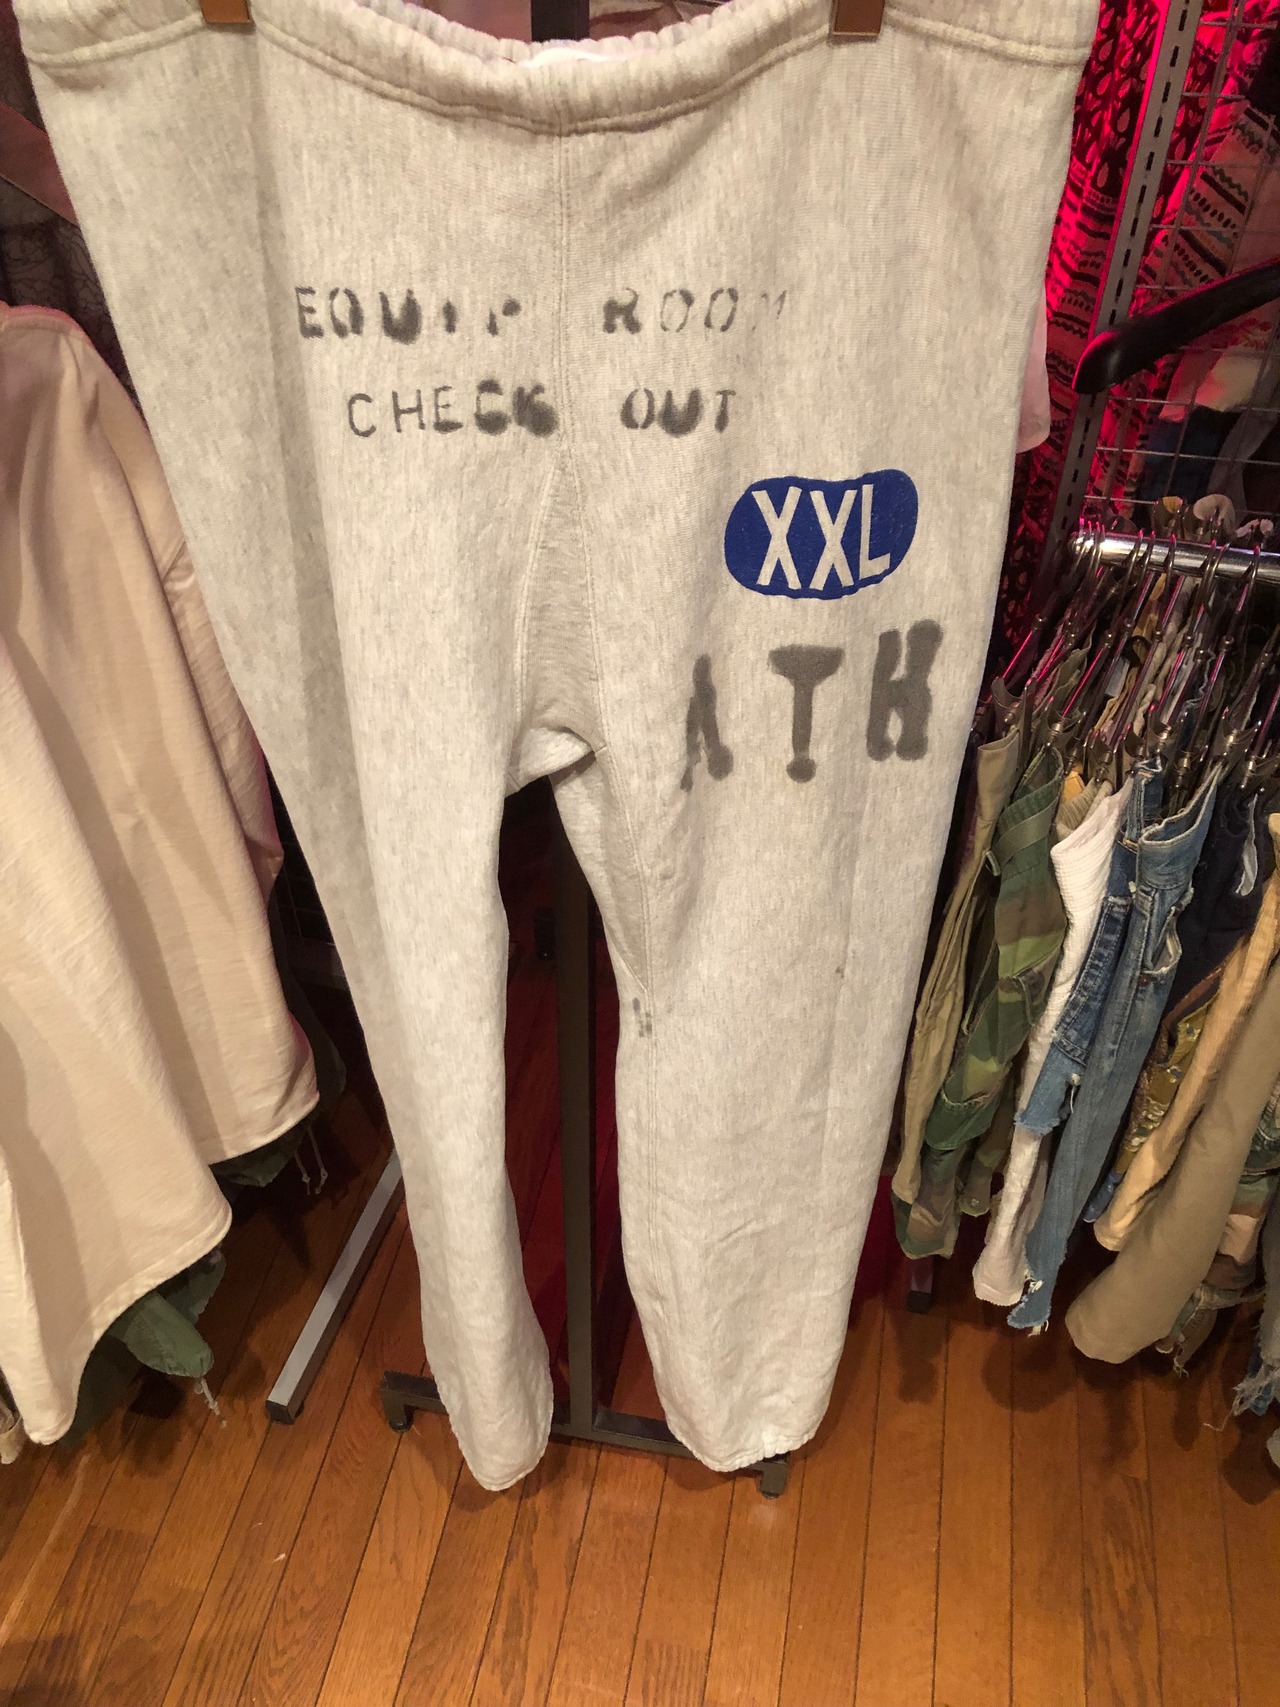 EQUIP ROOM
CHECK OUT
XXL
ATH